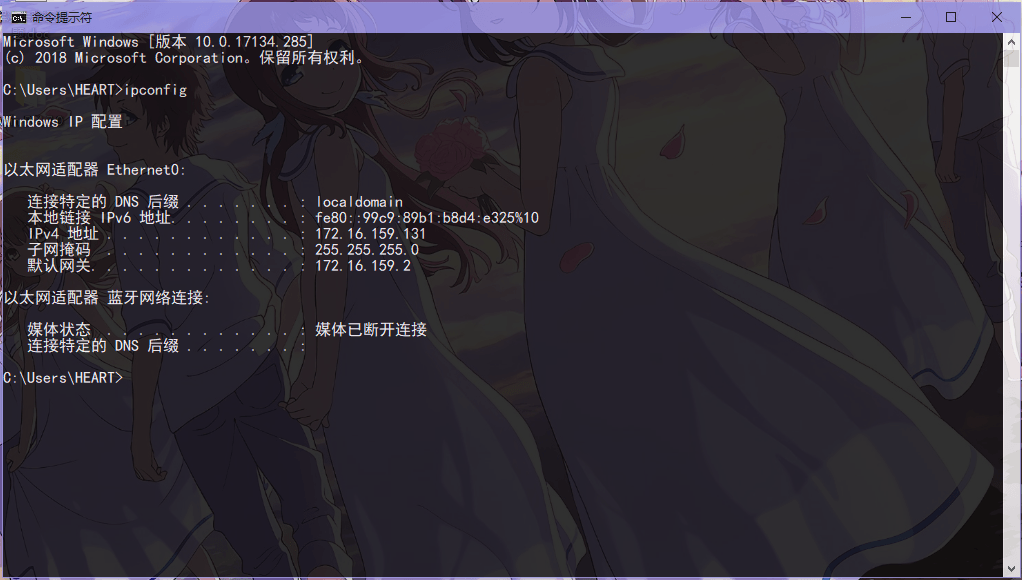 命令提示符
Microsoft Windows [版本 10.0.17134.285]
(c) 2018 Microsoft Corporation。保留所有权利。
C:\Users\HEART>ipconfig
Windows IP 配置
以太网适配器 Ethernet0:
连接特定的 DNS 后缀 . . . . . . . : localdomain
本地链接 IPv6 地址. . . . . . . . : fe80::99c9:89b1:b8d4:e325%10
IPv4 地址 . . . . . . . . . . . . : 172.16.159.131
子网掩码  . . . . . . . . . . . . : 255.255.255.0
默认网关. . . . . . . . . . . . . : 172.16.159.2
以太网适配器 蓝牙网络连接:
媒体状态  . . . . . . . . . . . . : 媒体已断开连接
连接特定的 DNS 后缀 . . . . . . . :
C:\Users\HEART>